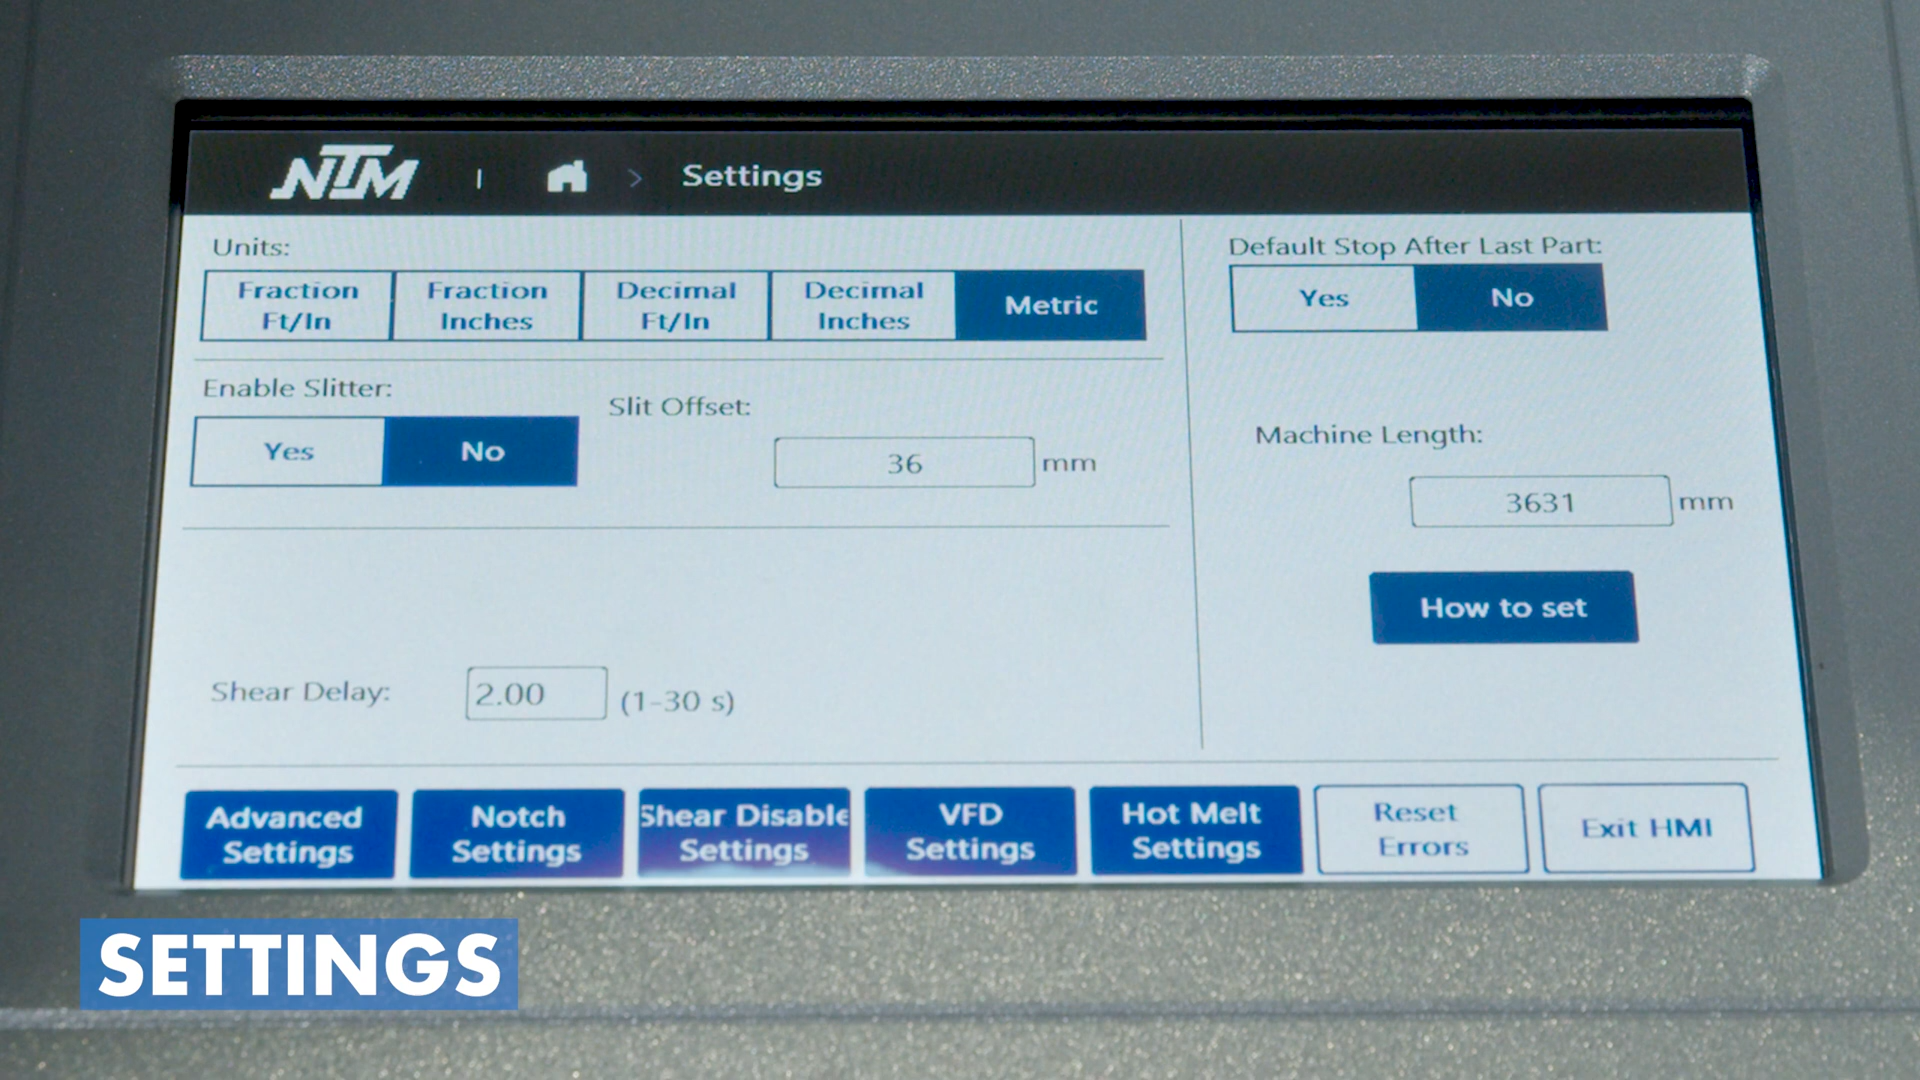 NTM | > Settings
Units:
Fraction Ft/In
Fraction Inches
Decimal Ft/In
Decimal Inches
Metric
Default Stop After Last Part:
Yes
No
Enable Slitter:
Yes
No
Slit Offset:
36 mm
Machine Length:
3631 mm
How to set
Shear Delay:
2.00 (1-30 s)
Advanced Settings
Notch Settings
Shear Disable Settings
VFD Settings
Hot Melt Settings
Reset Errors
Exit HMI
SETTINGS